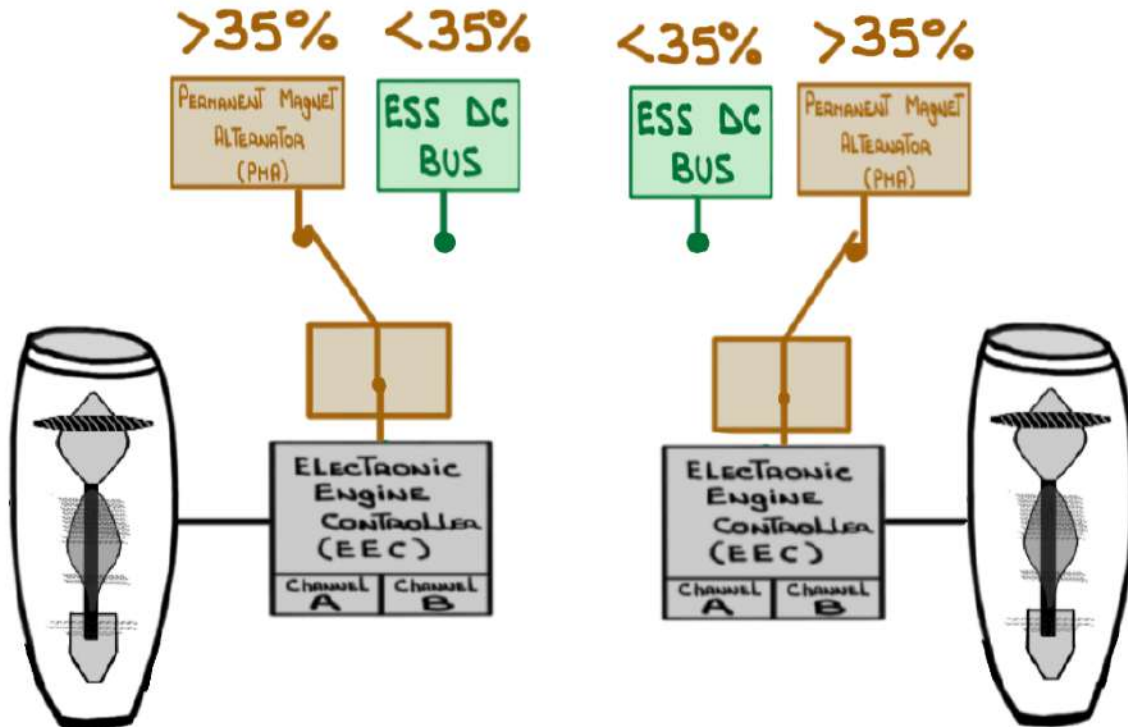 >35%
<35%
<35%
>35%
PERMANENT MAGNET
ALTERNATOR
(PMA)
ESS DC
BUS
ESS DC
BUS
PERMANENT MAGNET
ALTERNATOR
(PMA)
ELECTRONIC
ENGINE
CONTROLLER
(EEC)
CHANNEL
A
CHANNEL
B
ELECTRONIC
ENGINE
CONTROLLER
(EEC)
CHANNEL
A
CHANNEL
B